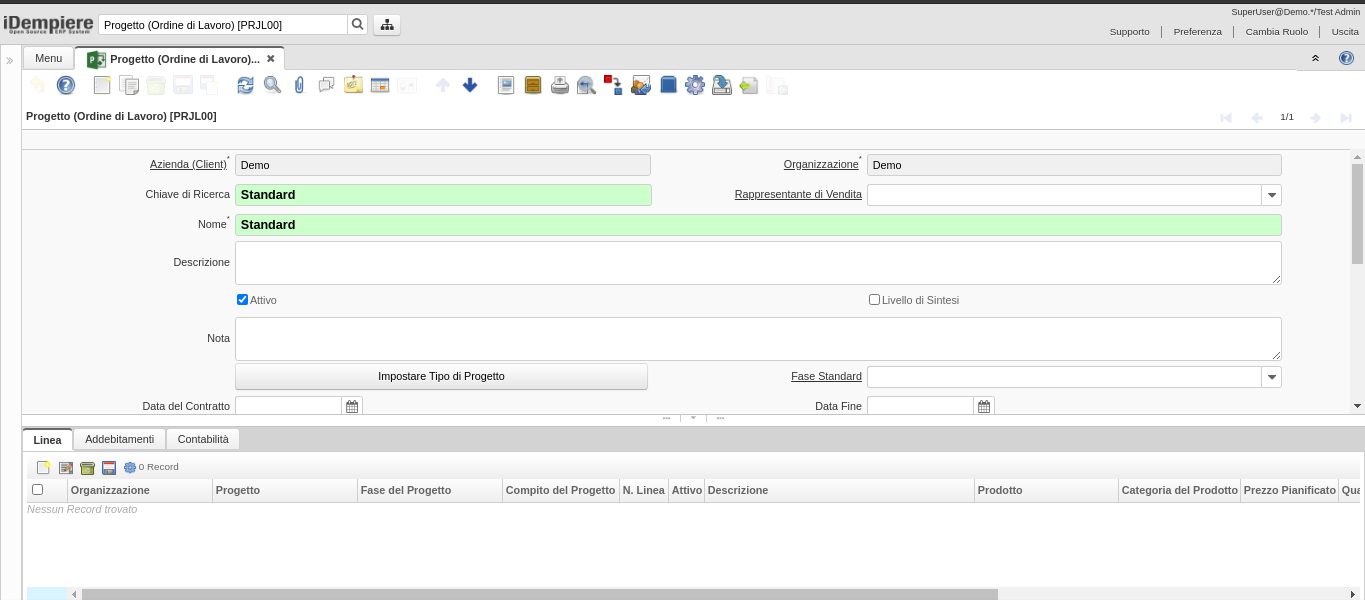 SuperUser@Demo.*/Test Admin
iDempiere
Open Source ERP System
Progetto (Ordine di Lavoro) [PRJL00]
Supporto Preferenza Cambia Ruolo Uscita
Menu
Progetto (Ordine di Lavoro)...
Progetto (Ordine di Lavoro) [PRJL00]
1/1
Azienda (Client)* Demo
Organizzazione* Demo
Chiave di Ricerca Standard
Rappresentante di Vendita
Nome* Standard
Descrizione
Attivo
Livello di Sintesi
Nota
Impostare Tipo di Progetto
Fase Standard
Data del Contratto
Data Fine
Linea Addebitamenti Contabilità
0 Record
Organizzazione Progetto Fase del Progetto Compito del Progetto N. Linea Attivo Descrizione Prodotto Categoria del Prodotto Prezzo Pianificato Qua
Nessun Record trovato